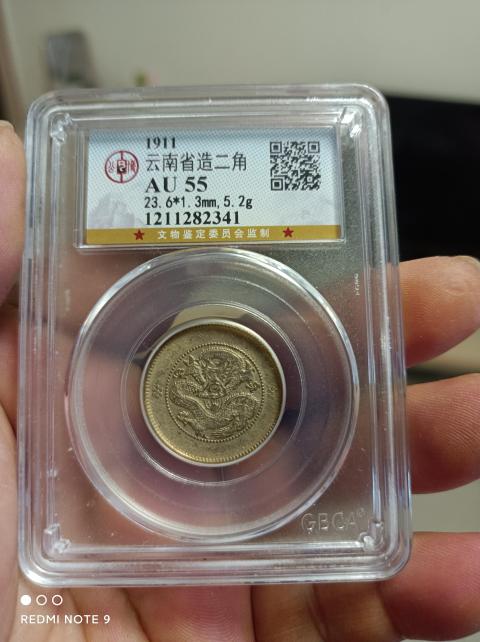 1911
云南省造二角
AU 55
23.6*1.3mm,5.2g
1211282341
文物鉴定委员会监制
GBCA®
REDMI NOTE 9